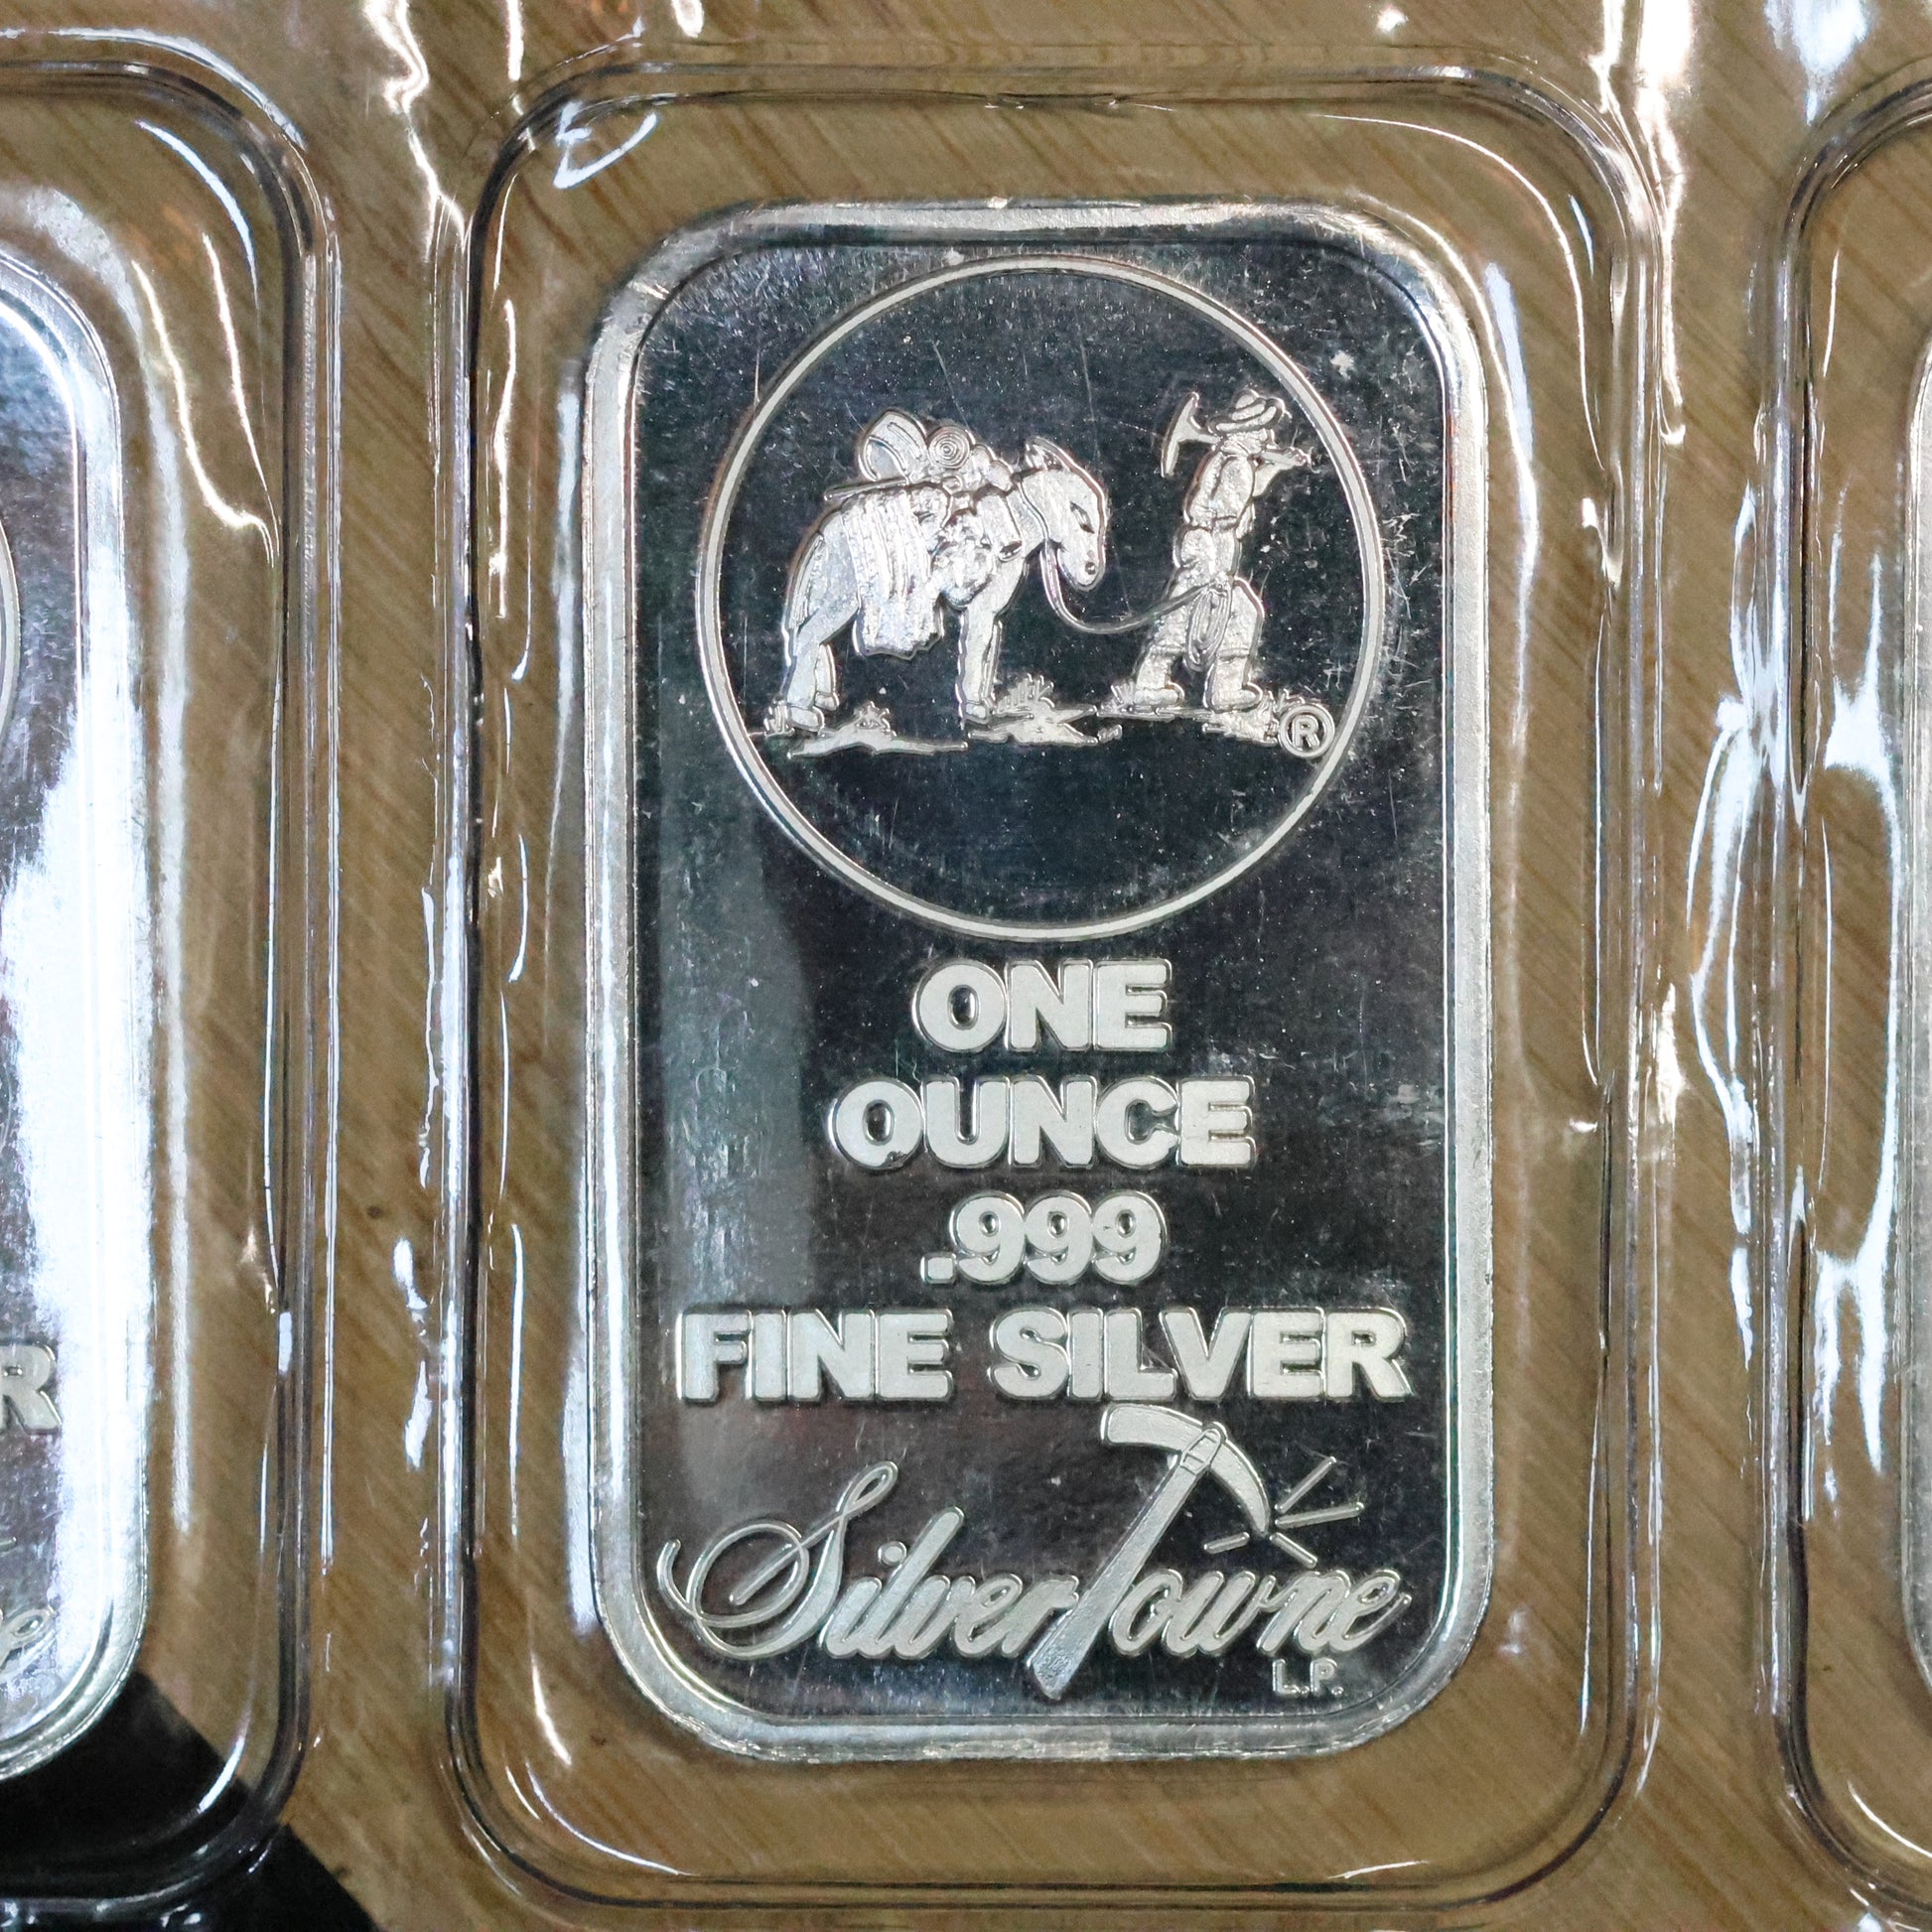 ®
ONE
OUNCE
.999
FINE SILVER
SilverTowne
L.P.
R
e